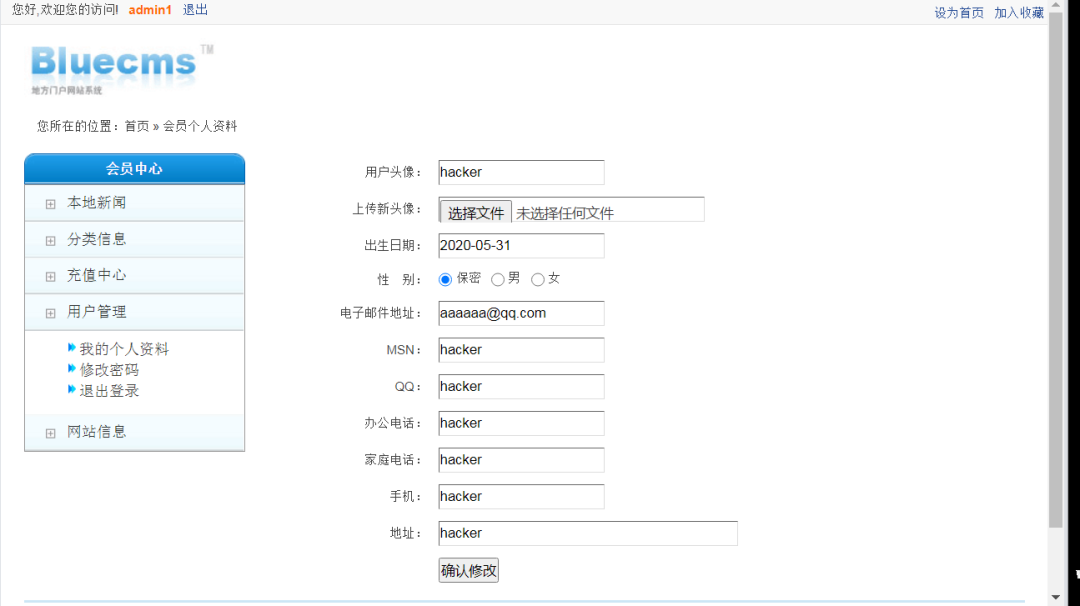 您好,欢迎您的访问! admin1 退出
设为首页 加入收藏
Bluecms™
地方门户网站系统
您所在的位置：首页 » 会员个人资料
会员中心
本地新闻
分类信息
充值中心
用户管理
我的个人资料
修改密码
退出登录
网站信息
用户头像： hacker
上传新头像： 选择文件 未选择任何文件
出生日期： 2020-05-31
性 别： 保密 男 女
电子邮件地址： aaaaaa@qq.com
MSN： hacker
QQ： hacker
办公电话： hacker
家庭电话： hacker
手机： hacker
地址： hacker
确认修改